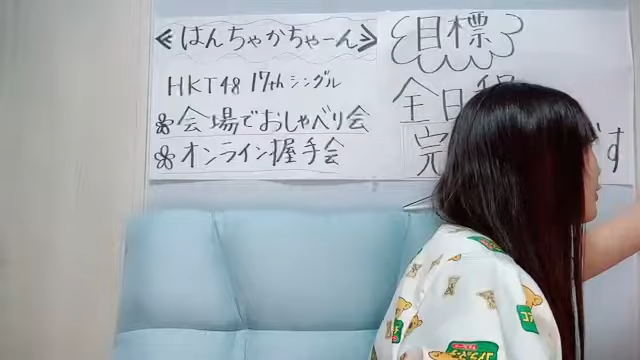 ≪はんちゃかちゃーん≫
HKT48 17thシングル
会場でおしゃべり会
オンライン握手会
目標
全日程
完
す